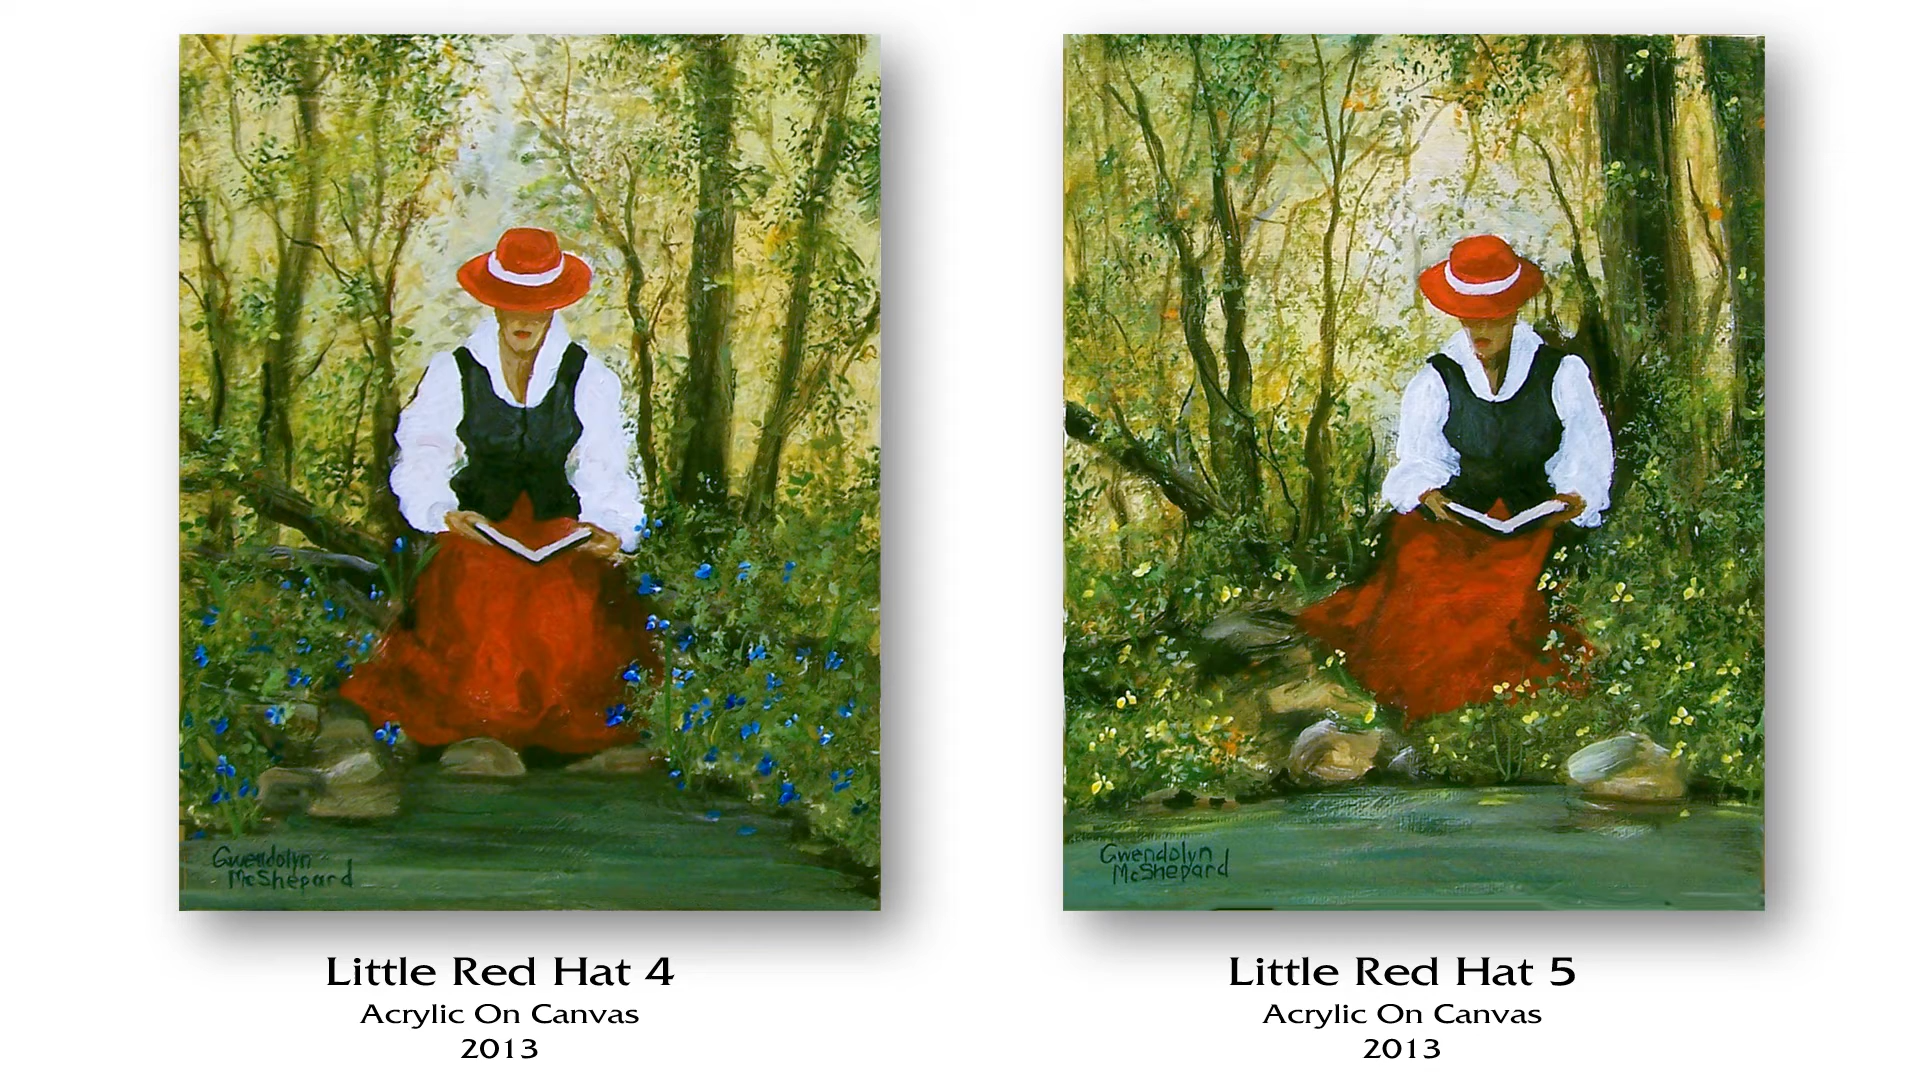 Gwendolyn
McShepard
Little Red Hat 4
Acrylic On Canvas
2013
Gwendolyn
McShepard
Little Red Hat 5
Acrylic On Canvas
2013